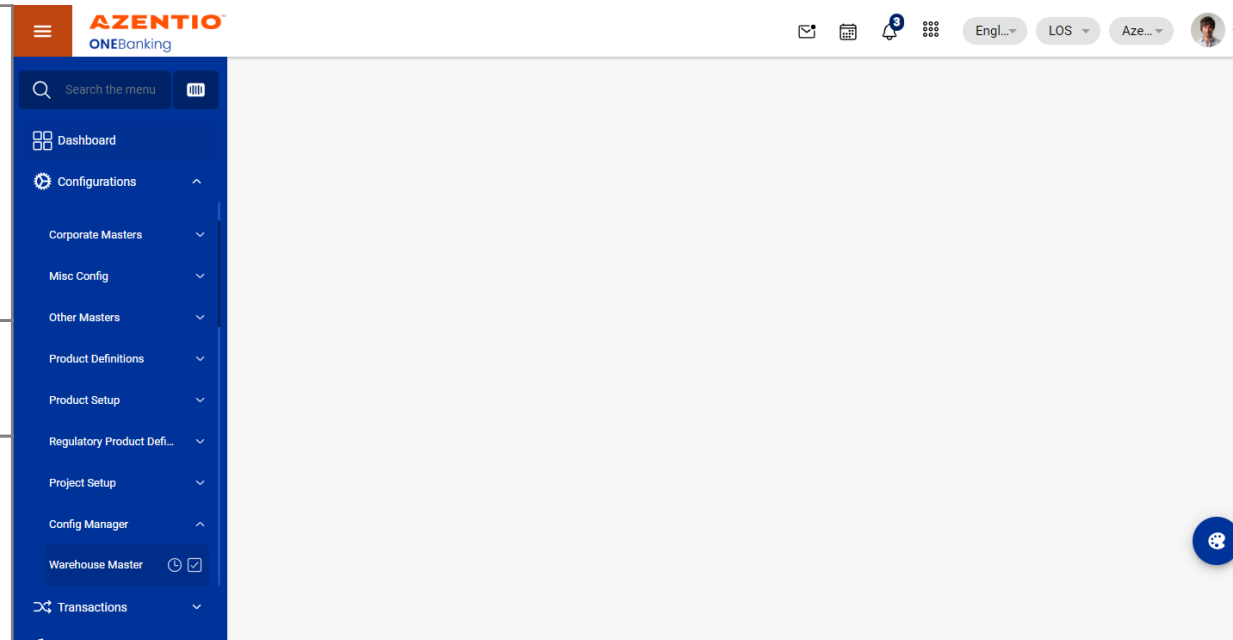 AZENTIO
ONEBanking
3
Engl...
LOS
Aze...
Search the menu
Dashboard
Configurations
Corporate Masters
Misc Config
Other Masters
Product Definitions
Product Setup
Regulatory Product Defi...
Project Setup
Config Manager
Warehouse Master
Transactions